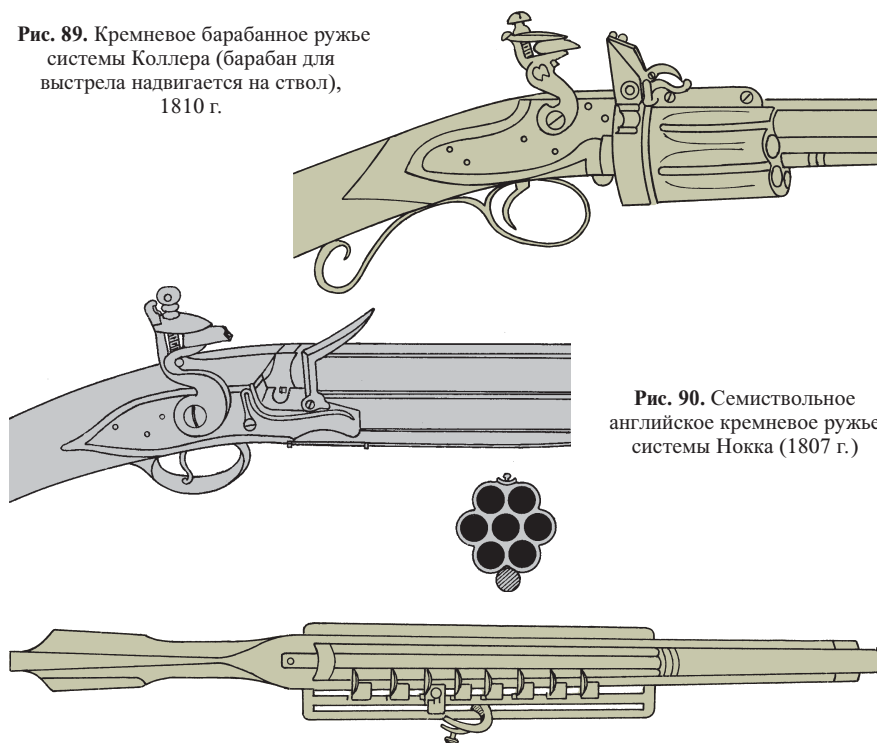 Рис. 89. Кремневое барабанное ружье
системы Коллера (барабан для
выстрела надвигается на ствол),
1810 г.
Рис. 90. Семиствольное
английское кремневое ружье
системы Нокка (1807 г.)